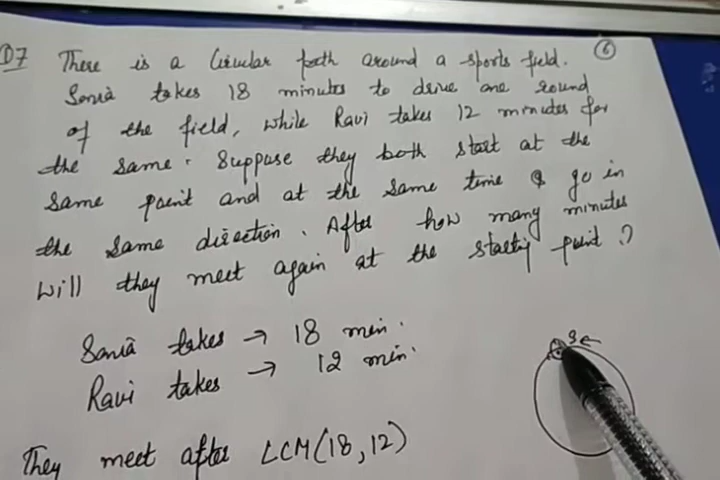 Q7 There is a Circular path around a sports field. 6
Sonia takes 18 minutes to drive one round
of the field, while Ravi takes 12 minutes for
the same. Suppose they both start at the
same point and at the same time & go in
the same direction. After how many minutes
will they meet again at the starting point ?
Sonia takes → 18 min.
Ravi takes → 12 min.
They meet after LCM(18,12)